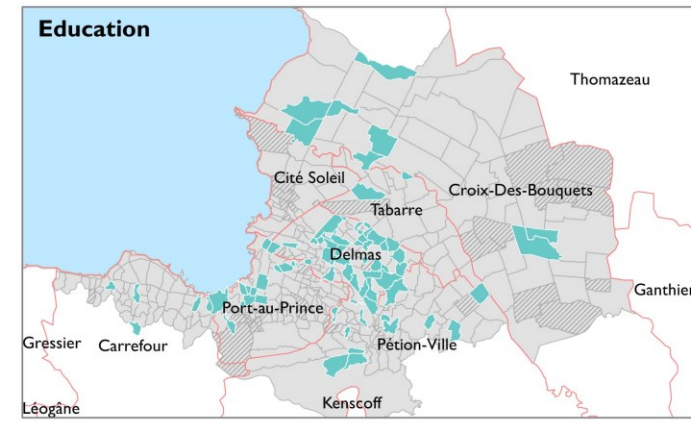 Education
Thomazeau
Cité Soleil
Croix-Des-Bouquets
Tabarre
Delmas
Ganthier
Port-au-Prince
Gressier
Carrefour
Pétion-Ville
Kenscoff
Léogâne